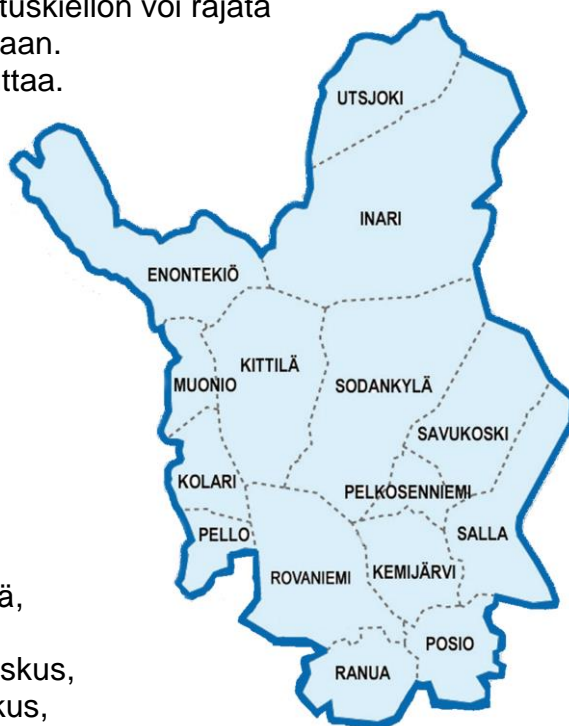 tuskiellon voi rajata
aan.
ttaa.
UTSJOKI
INARI
ENONTEKIÖ
KITTILÄ
MUONIO
SODANKYLÄ
SAVUKOSKI
KOLARI
PELKOSENNIEMI
PELLO
SALLA
ROVANIEMI
KEMIJÄRVI
ä,
POSIO
skus,
RANUA
kus,